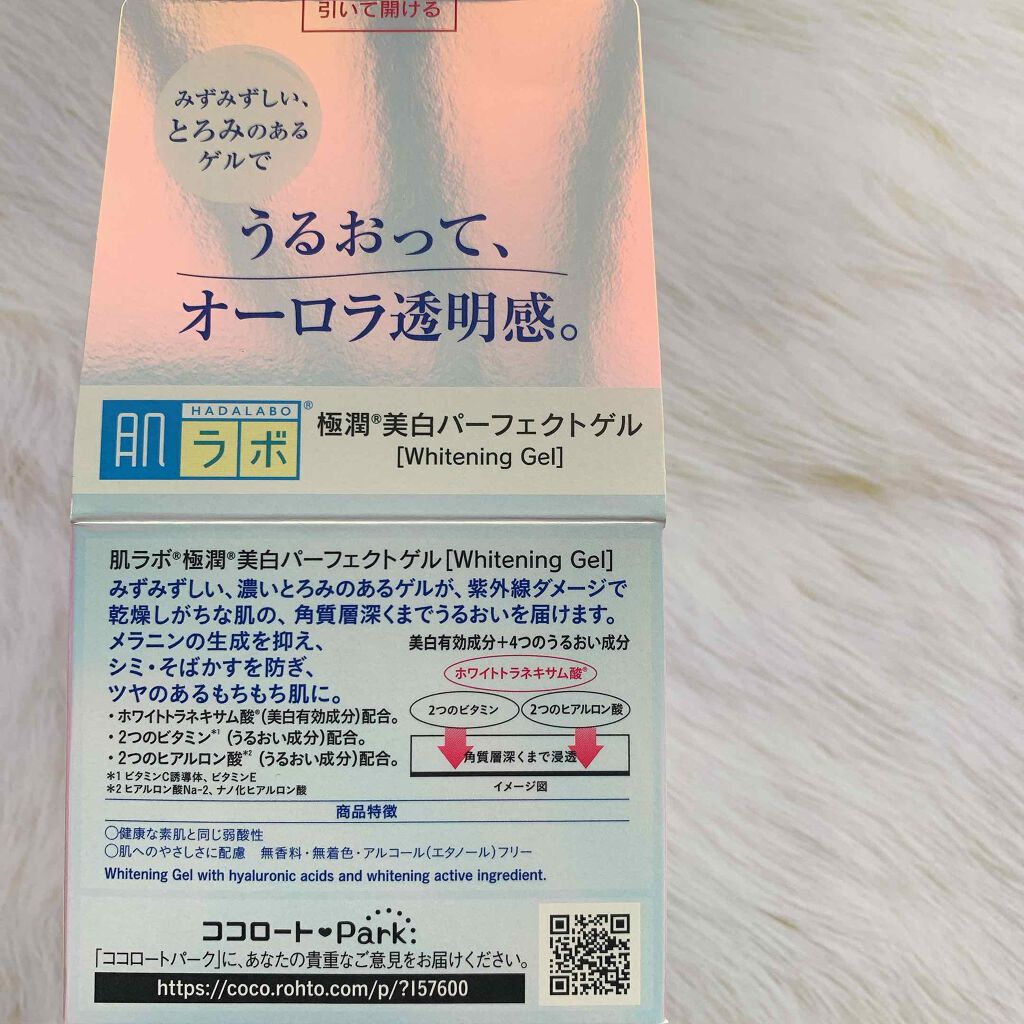 引いて開ける
みずみずしい、
とろみのある
ゲルで
うるおって、
オーロラ透明感。
肌ラボ HADALABO ®
極潤®美白パーフェクトゲル
[Whitening Gel]
肌ラボ®極潤®美白パーフェクトゲル[Whitening Gel]
みずみずしい、濃いとろみのあるゲルが、紫外線ダメージで
乾燥しがちな肌の、角質層深くまでうるおいを届けます。
メラニンの生成を抑え、
シミ・そばかすを防ぎ、
ツヤのあるもちもち肌に。
・ホワイトトラネキサム酸®(美白有効成分)配合。
・2つのビタミン*1 (うるおい成分)配合。
・2つのヒアルロン酸*2 (うるおい成分)配合。
*1 ビタミンC誘導体、ビタミンE
*2 ヒアルロン酸Na-2、ナノ化ヒアルロン酸
美白有効成分+4つのうるおい成分
ホワイトトラネキサム酸®
2つのビタミン
2つのヒアルロン酸
角質層深くまで浸透
イメージ図
商品特徴
○健康な素肌と同じ弱酸性
○肌へのやさしさに配慮 無香料・無着色・アルコール(エタノール)フリー
Whitening Gel with hyaluronic acids and whitening active ingredient.
ココロート♥Park:
「ココロートパーク」に、あなたの貴重なご意見をお届けください。
https://coco.rohto.com/p/?157600